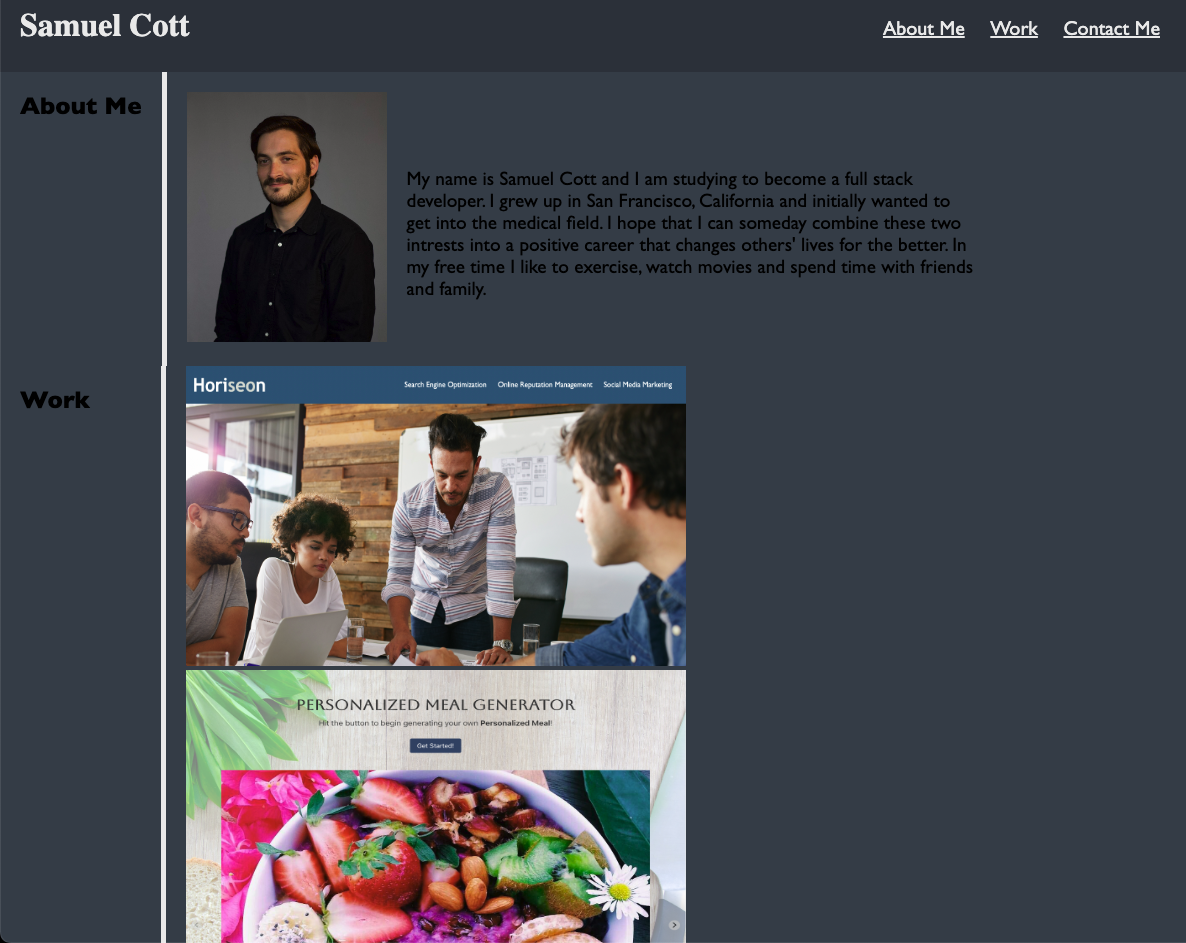 Samuel Cott
About Me Work Contact Me
About Me
My name is Samuel Cott and I am studying to become a full stack
developer. I grew up in San Francisco, California and initially wanted to
get into the medical field. I hope that I can someday combine these two
intrests into a positive career that changes others' lives for the better. In
my free time I like to exercise, watch movies and spend time with friends
and family.
Work
Horiseon
Search Engine Optimization Online Reputation Management Social Media Marketing
PERSONALIZED MEAL GENERATOR
Hit the button to begin generating your own Personalized Meal!
Get Started!